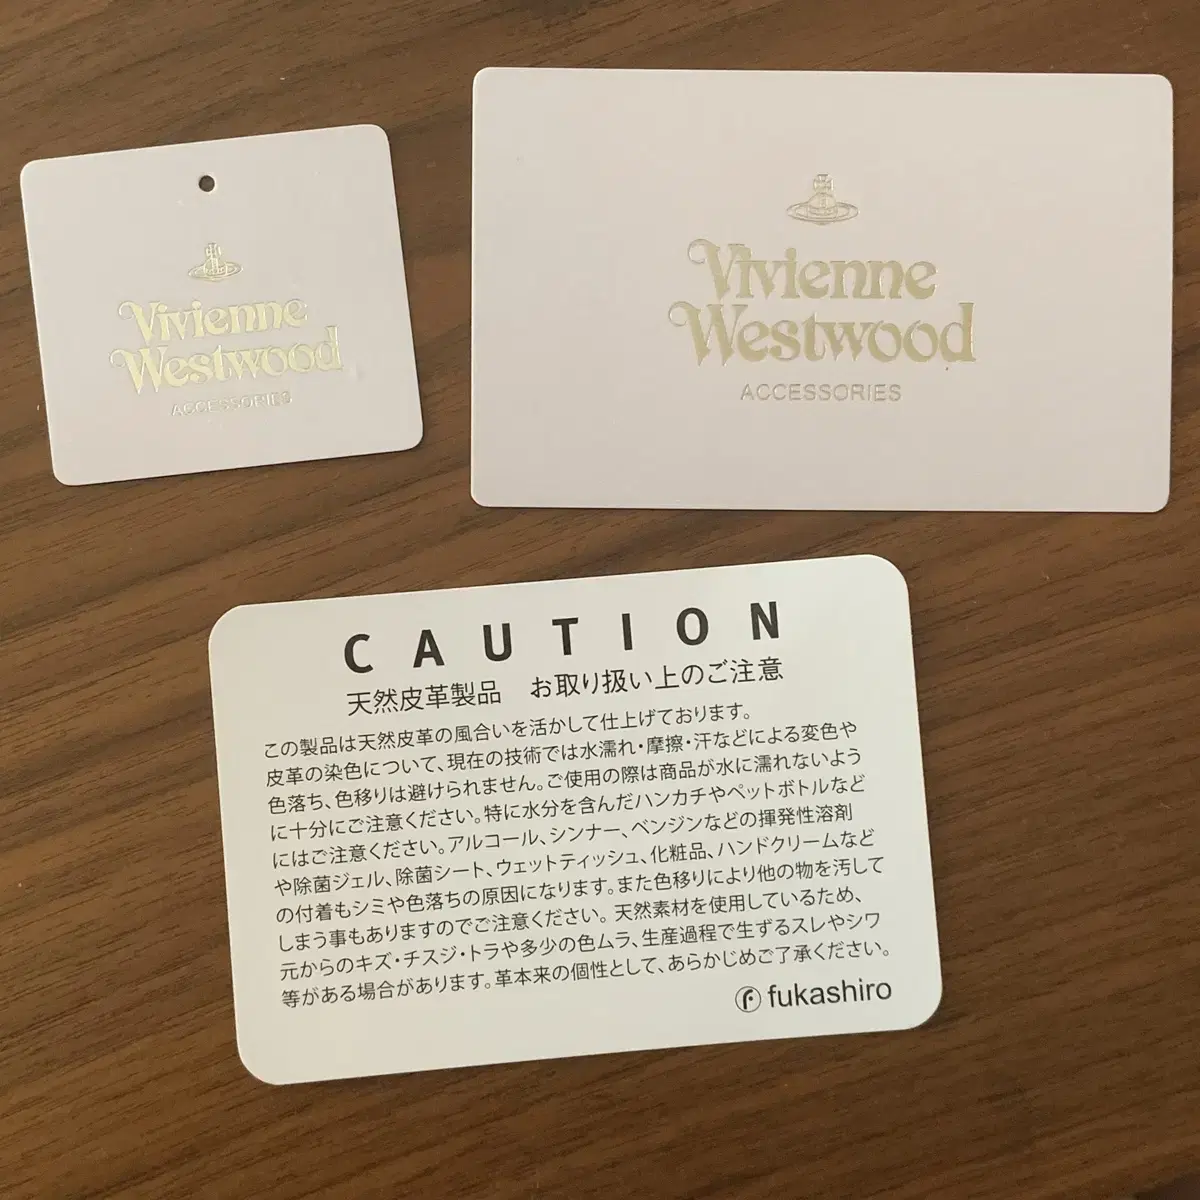 Vivienne
Westwood
ACCESSORIES
Vivienne
Westwood
ACCESSORIES
CAUTION
天然皮革製品　お取り扱い上のご注意
この製品は天然皮革の風合いを活かして仕上げております。
皮革の染色について、現在の技術では水濡れ・摩擦・汗などによる変色や
色落ち、色移りは避けられません。ご使用の際は商品が水に濡れないよう
に十分にご注意ください。特に水分を含んだハンカチやペットボトルなど
にはご注意ください。アルコール、シンナー、ベンジンなどの揮発性溶剤
や除菌ジェル、除菌シート、ウェットティッシュ、化粧品、ハンドクリームなど
の付着もシミや色落ちの原因になります。また色移りにより他の物を汚して
しまう事もありますのでご注意ください。天然素材を使用しているため、
元からのキズ・チスジ・トラや多少の色ムラ、生産過程で生ずるスレやシワ
等がある場合があります。革本来の個性として、あらかじめご了承ください。
fukashiro